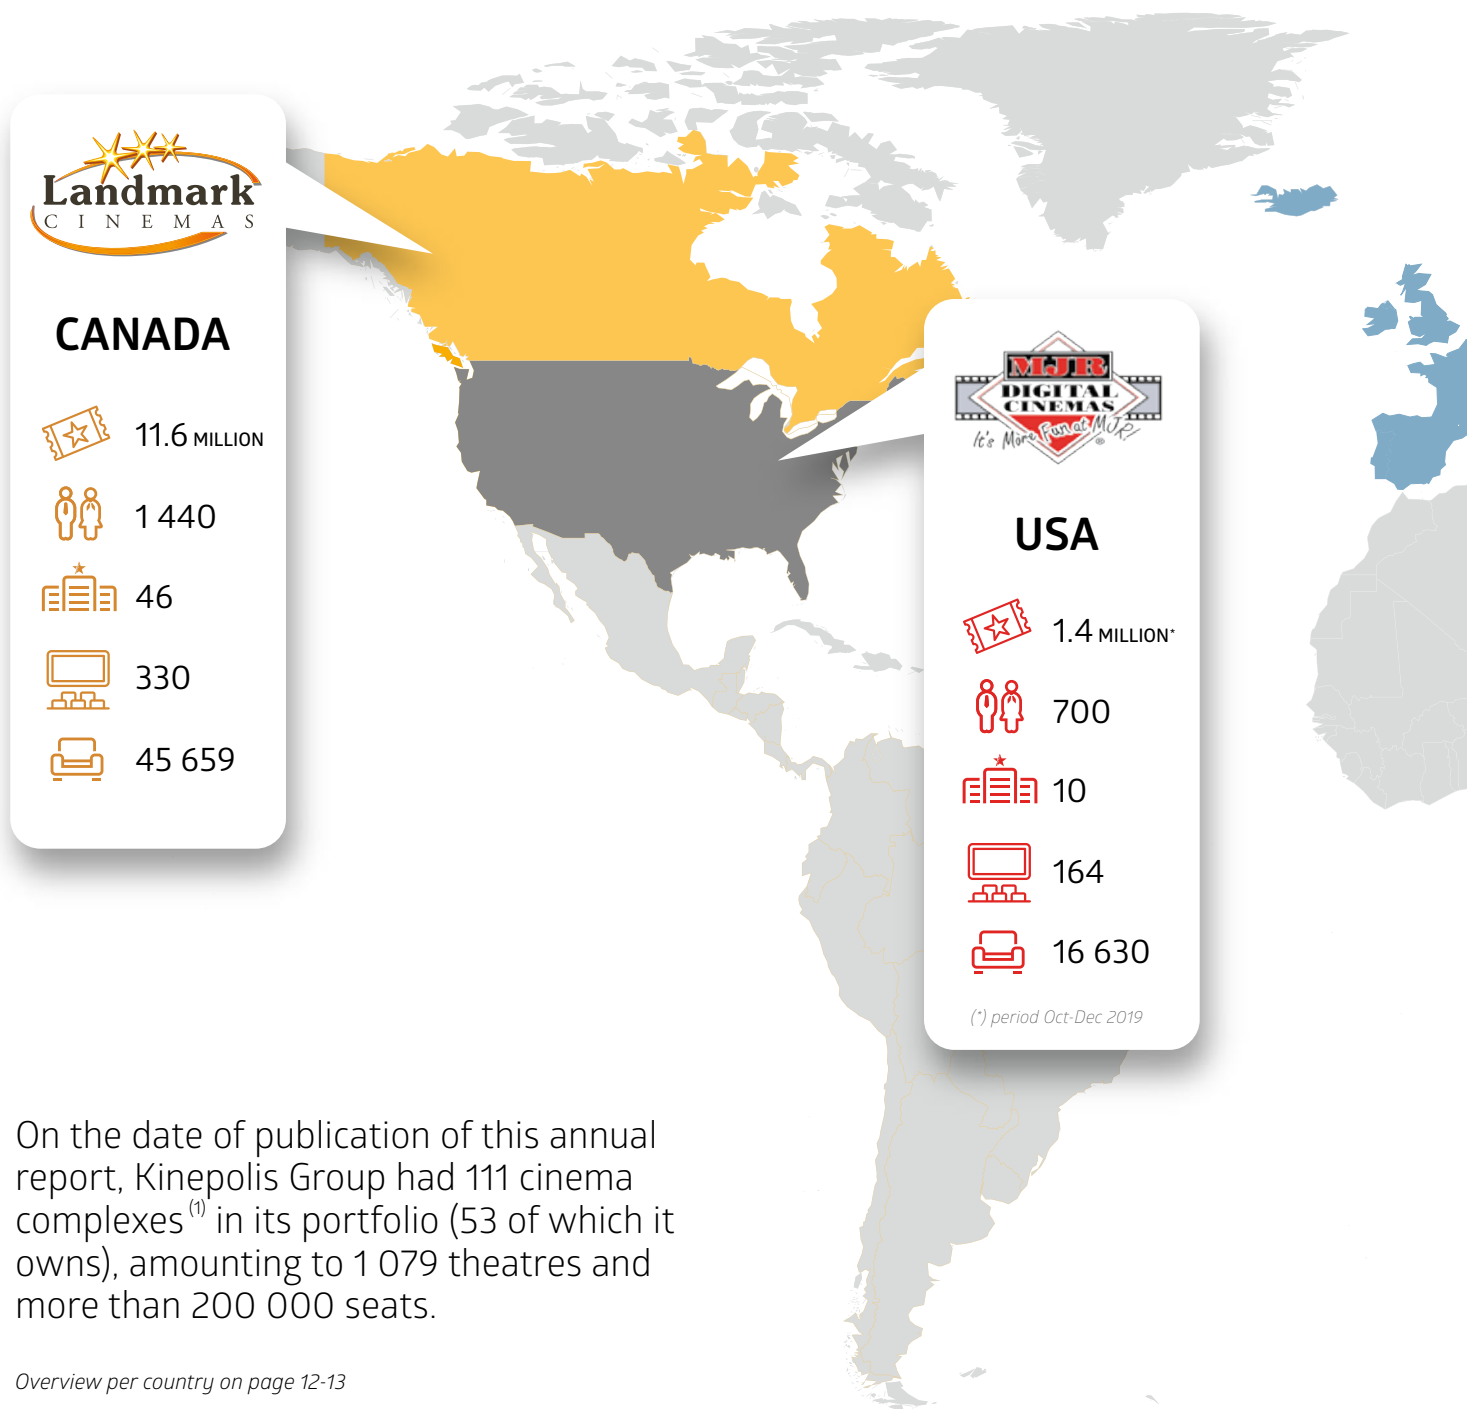 Landmark
CINEMAS
CANADA
11.6 MILLION
1 440
46
330
45 659
MJR
DIGITAL
CINEMAS
It's More Fun at MJR!
®
USA
1.4 MILLION*
700
10
164
16 630
(*) period Oct-Dec 2019
On the date of publication of this annual
report, Kinepolis Group had 111 cinema
complexes (1) in its portfolio (53 of which it
owns), amounting to 1 079 theatres and
more than 200 000 seats.
Overview per country on page 12-13